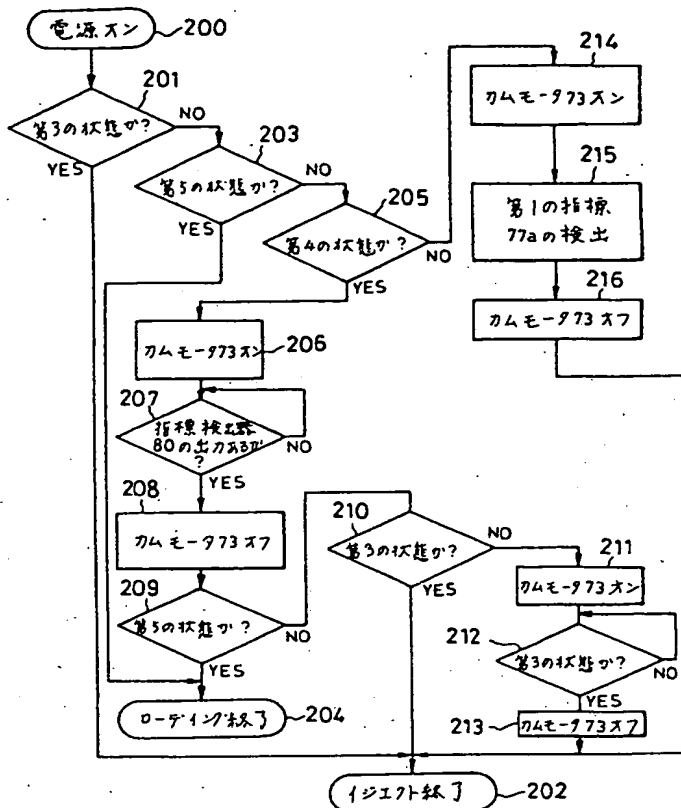 電源オン
200
201
第3の状態か?
NO
YES
203
第5の状態か?
NO
YES
205
第4の状態か?
NO
YES
214
カムモータ73オン
215
第1の指標
77aの検出
216
カムモータ73オフ
カムモータ73オン
206
207
指標検出器
80の出力あるか
?
NO
YES
208
カムモータ73オフ
209
第5の状態か?
NO
YES
ローディング終了
204
210
第3の状態か?
NO
YES
211
カムモータ73オン
212
第3の状態か?
NO
YES
213
カムモータ73オフ
イジェクト終了
202